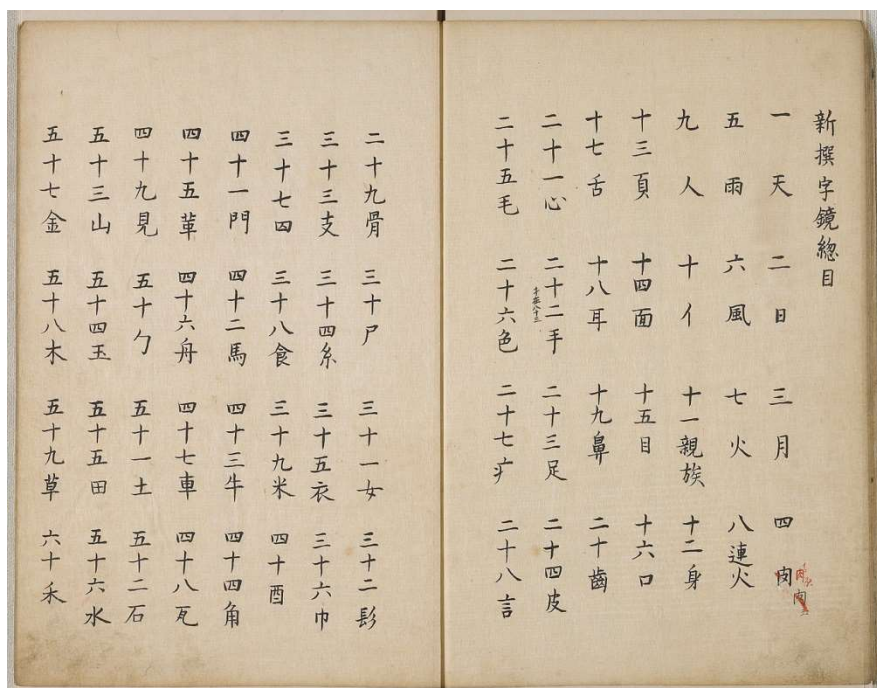 新撰字鏡總目
一天 二日 三月 四肉
五雨 六風 七火 八連火
九人 十亻 十一親族 十二身
十三頁 十四面 十五目 十六口
十七舌 十八耳 十九鼻 二十齒
二十一心 二十二手 二十三足 二十四皮
二十五毛 二十六色 二十七疒 二十八言
二十九骨 三十尸 三十一女 三十二髟
三十三支 三十四糸 三十五衣 三十六巾
三十七囚 三十八食 三十九米 四十酉
四十一門 四十二馬 四十三牛 四十四角
四十五革 四十六舟 四十七車 四十八瓦
四十九見 五十勹 五十一土 五十二石
五十三山 五十四玉 五十五田 五十六水
五十七金 五十八木 五十九草 六十禾